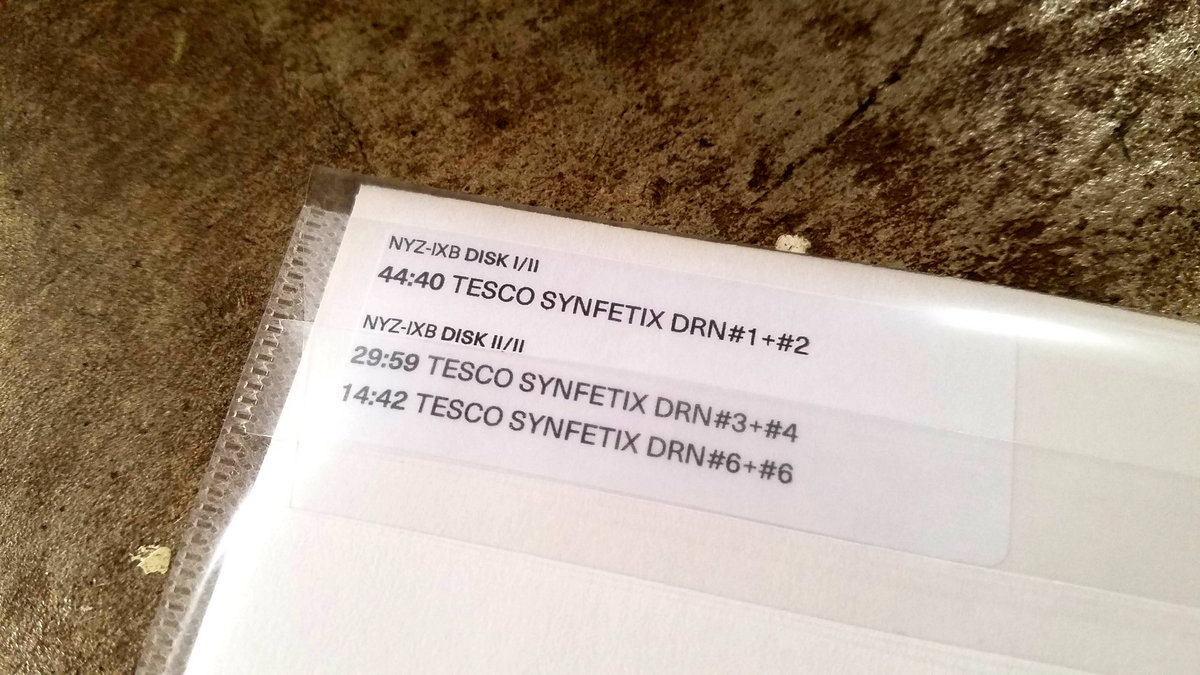 NYZ-IXB DISK I/II
44:40 TESCO SYNFETIX DRN#1+#2
NYZ-IXB DISK II/II
29:59 TESCO SYNFETIX DRN#3+#4
14:42 TESCO SYNFETIX DRN#6+#6